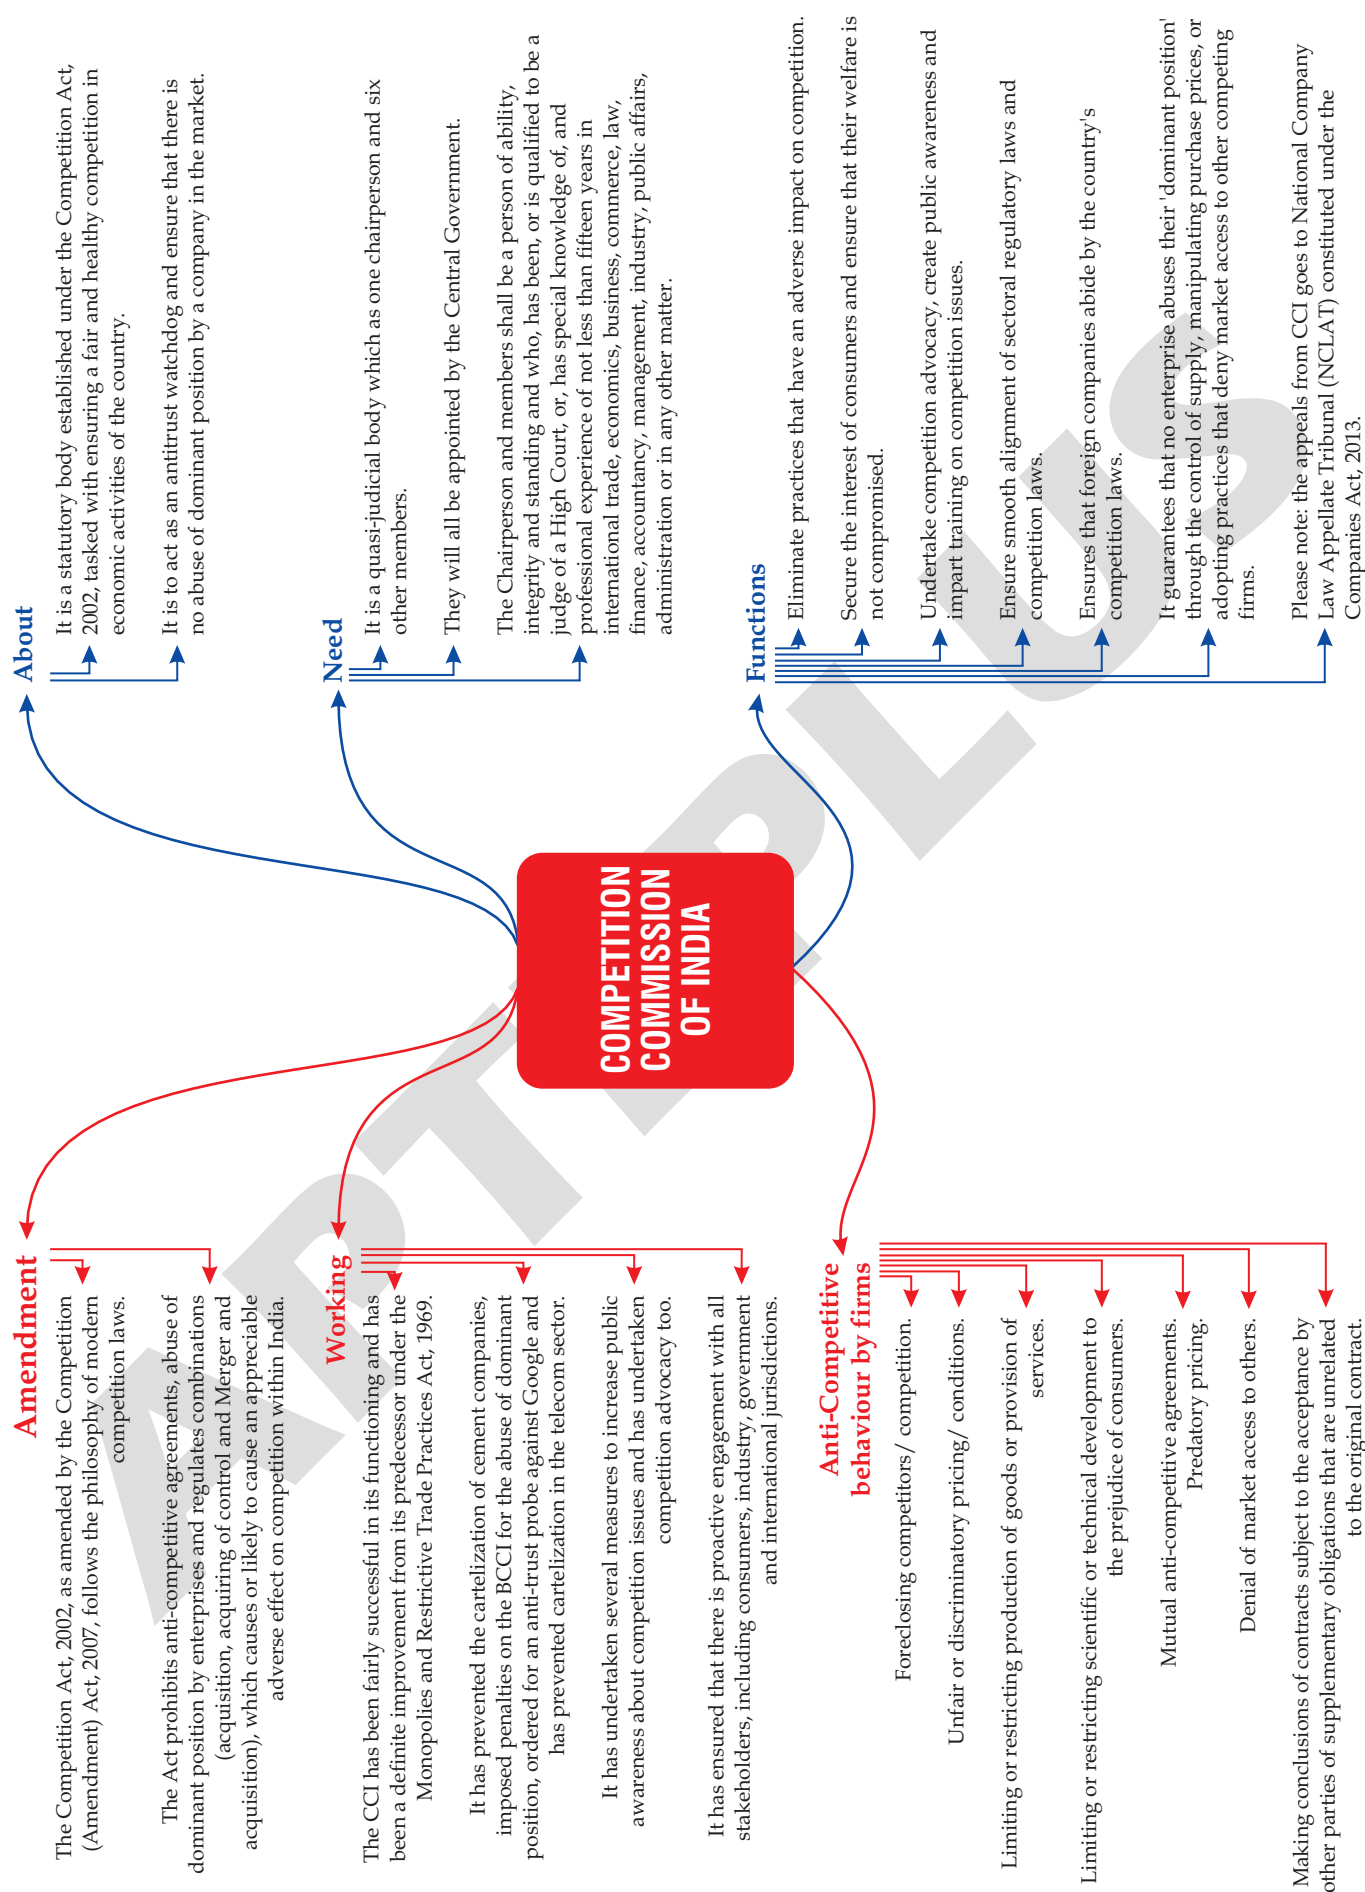 COMPETITION
COMMISSION
OF INDIA
About
It is a statutory body established under the Competition Act,
2002, tasked with ensuring a fair and healthy competition in
economic activities of the country.
It is to act as an antitrust watchdog and ensure that there is
no abuse of dominant position by a company in the market.
Need
It is a quasi-judicial body which as one chairperson and six
other members.
They will all be appointed by the Central Government.
The Chairperson and members shall be a person of ability,
integrity and standing and who, has been, or is qualified to be a
judge of a High Court, or, has special knowledge of, and
professional experience of not less than fifteen years in
international trade, economics, business, commerce, law,
finance, accountancy, management, industry, public affairs,
administration or in any other matter.
Functions
Eliminate practices that have an adverse impact on competition.
Secure the interest of consumers and ensure that their welfare is
not compromised.
Undertake competition advocacy, create public awareness and
impart training on competition issues.
Ensure smooth alignment of sectoral regulatory laws and
competition laws.
Ensures that foreign companies abide by the country's
competition laws.
It guarantees that no enterprise abuses their 'dominant position'
through the control of supply, manipulating purchase prices, or
adopting practices that deny market access to other competing
firms.
Please note: the appeals from CCI goes to National Company
Law Appellate Tribunal (NCLAT) constituted under the
Companies Act, 2013.
Amendment
The Competition Act, 2002, as amended by the Competition
(Amendment) Act, 2007, follows the philosophy of modern
competition laws.
The Act prohibits anti-competitive agreements, abuse of
dominant position by enterprises and regulates combinations
(acquisition, acquiring of control and Merger and
acquisition), which causes or likely to cause an appreciable
adverse effect on competition within India.
Working
The CCI has been fairly successful in its functioning and has
been a definite improvement from its predecessor under the
Monopolies and Restrictive Trade Practices Act, 1969.
It has prevented the cartelization of cement companies,
imposed penalties on the BCCI for the abuse of dominant
position, ordered for an anti-trust probe against Google and
has prevented cartelization in the telecom sector.
It has undertaken several measures to increase public
awareness about competition issues and has undertaken
competition advocacy too.
It has ensured that there is proactive engagement with all
stakeholders, including consumers, industry, government
and international jurisdictions.
Anti-Competitive
behaviour by firms
Foreclosing competitors/ competition.
Unfair or discriminatory pricing/ conditions.
Limiting or restricting production of goods or provision of
services.
Limiting or restricting scientific or technical development to
the prejudice of consumers.
Mutual anti-competitive agreements.
Predatory pricing.
Denial of market access to others.
Making conclusions of contracts subject to the acceptance by
other parties of supplementary obligations that are unrelated
to the original contract.
APTI PLUS